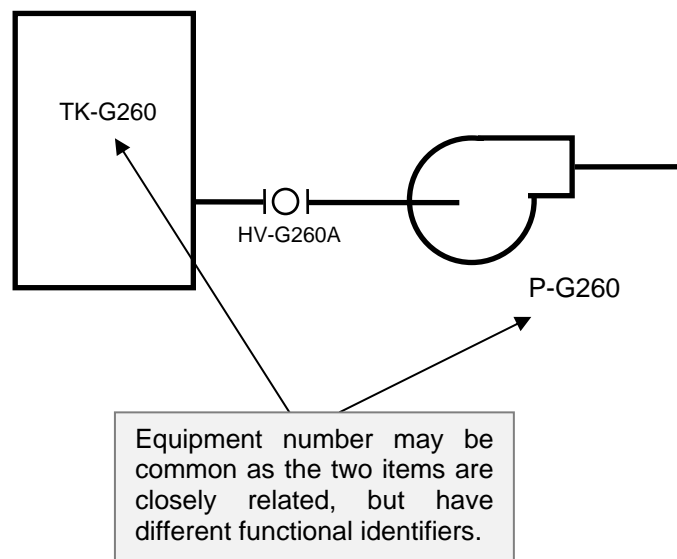 TK-G260
HV-G260A
P-G260
Equipment number may be
common as the two items are
closely related, but have
different functional identifiers.